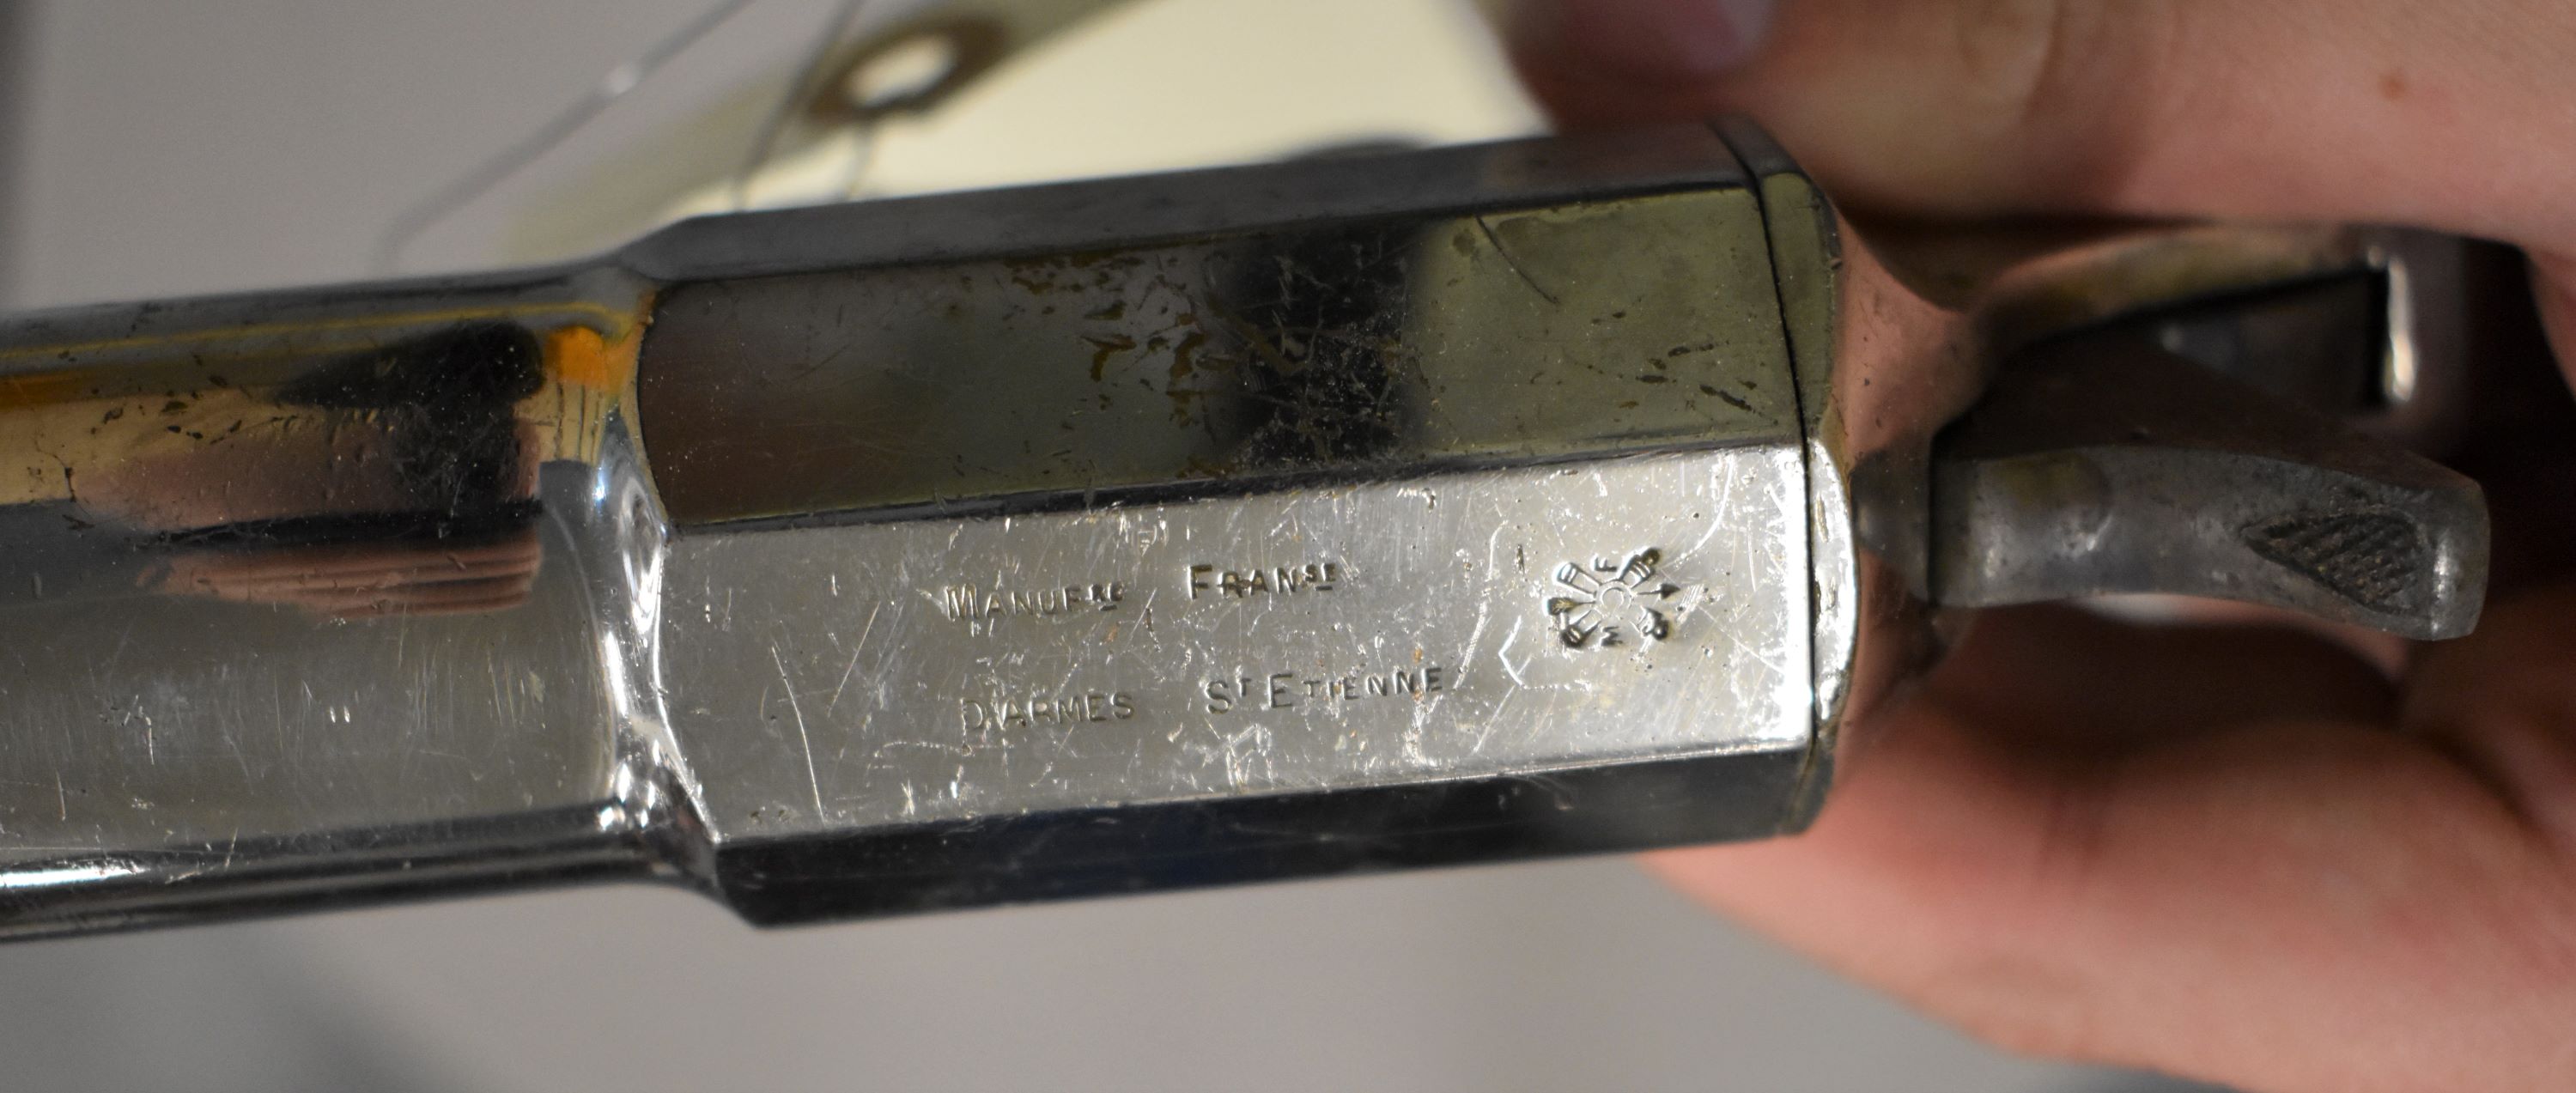 MANUFRE FRANSE
D'ARMES ST ETIENNE
F
M